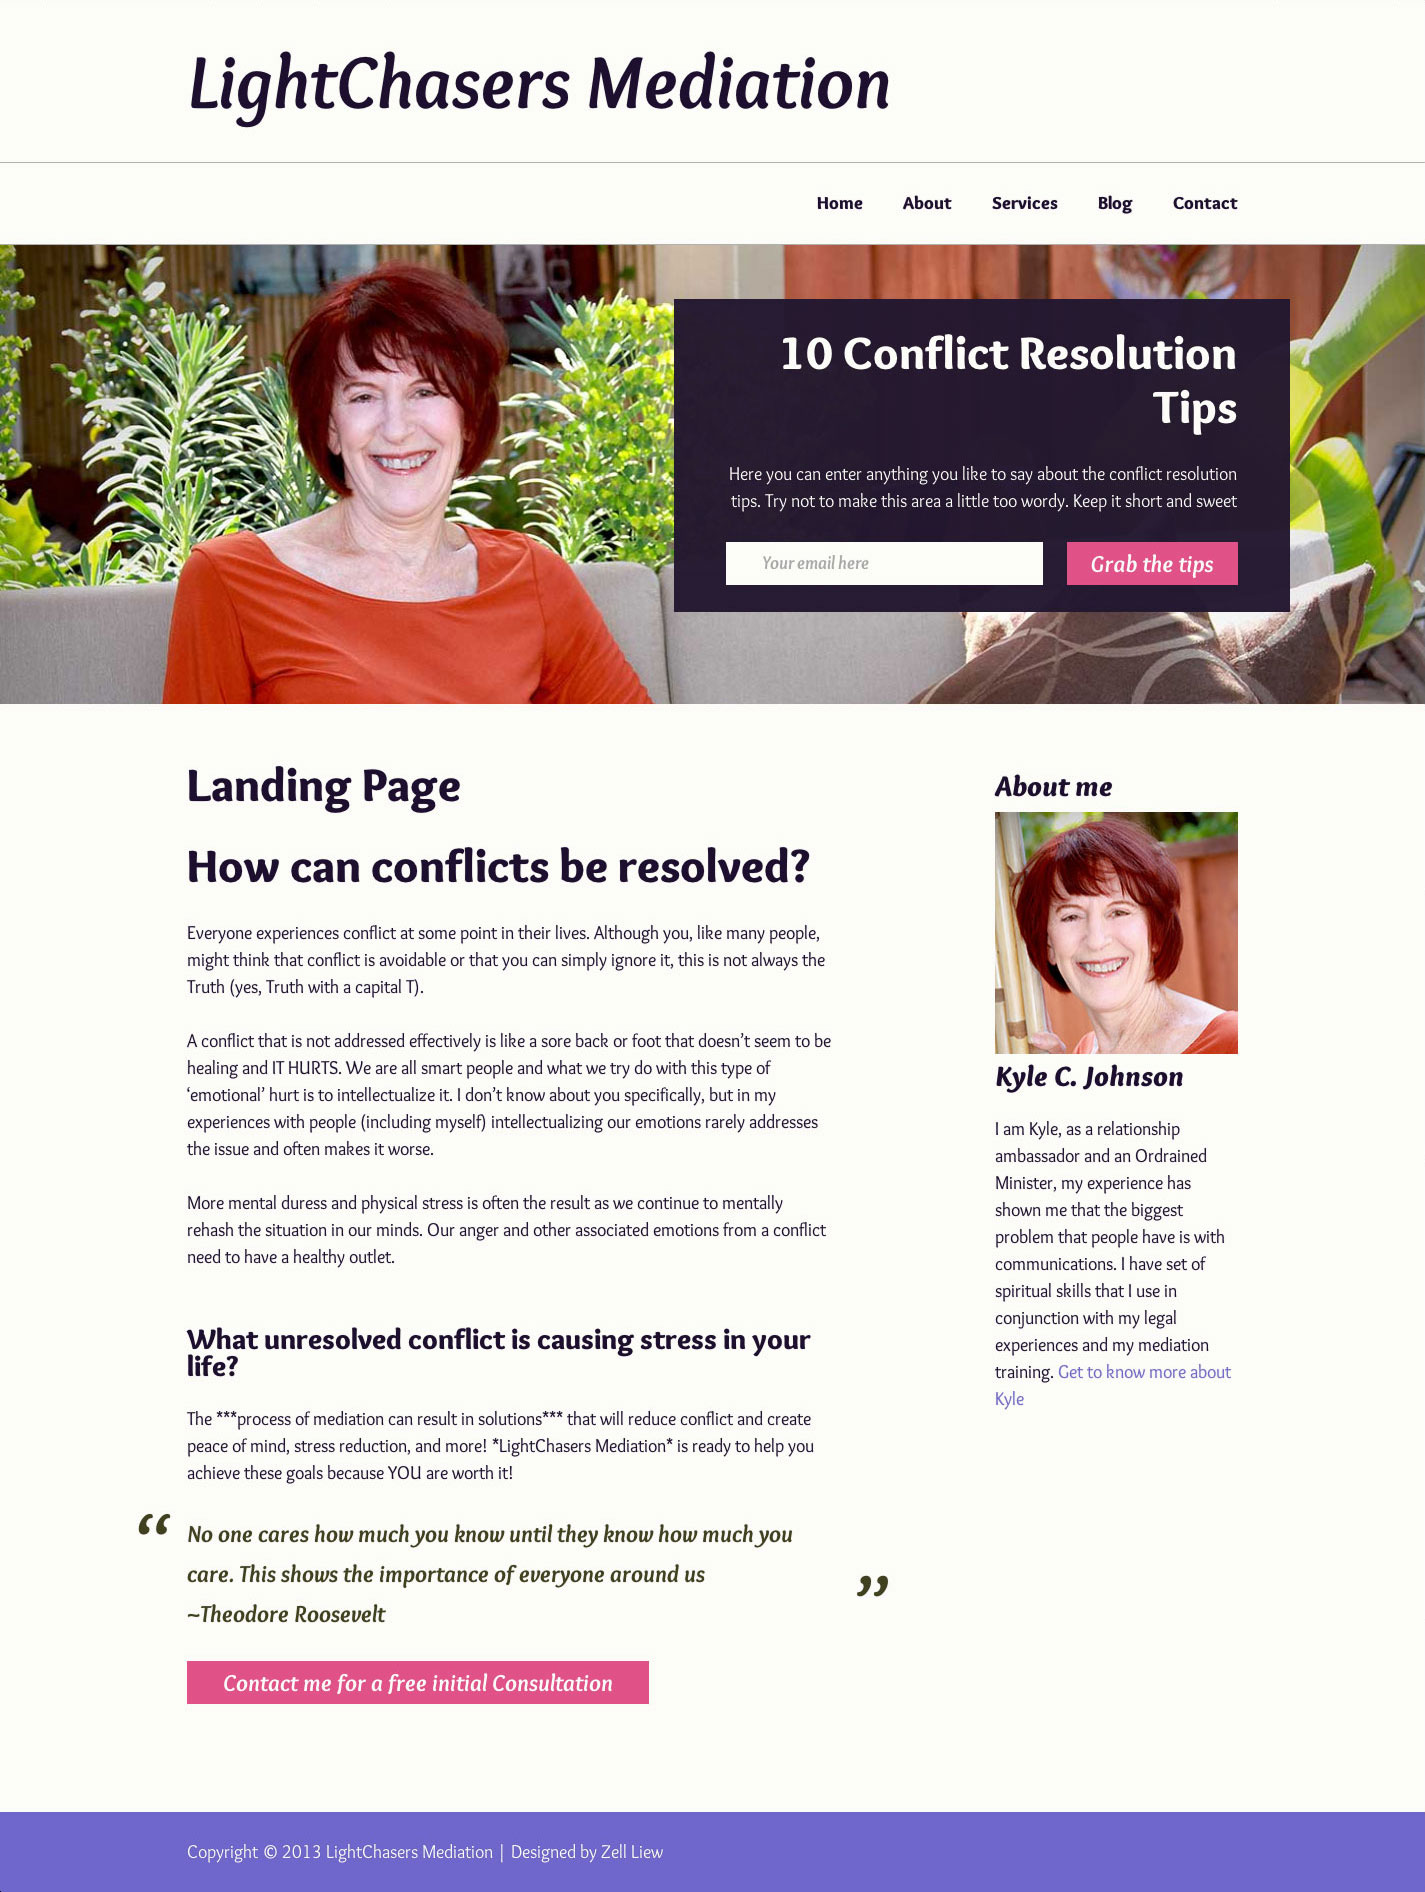 LightChasers Mediation
Home About Services Blog Contact
10 Conflict Resolution
Tips
Here you can enter anything you like to say about the conflict resolution
tips. Try not to make this area a little too wordy. Keep it short and sweet
Your email here
Grab the tips
Landing Page
How can conflicts be resolved?
Everyone experiences conflict at some point in their lives. Although you, like many people,
might think that conflict is avoidable or that you can simply ignore it, this is not always the
Truth (yes, Truth with a capital T).
A conflict that is not addressed effectively is like a sore back or foot that doesn’t seem to be
healing and IT HURTS. We are all smart people and what we try do with this type of
‘emotional’ hurt is to intellectualize it. I don’t know about you specifically, but in my
experiences with people (including myself) intellectualizing our emotions rarely addresses
the issue and often makes it worse.
More mental duress and physical stress is often the result as we continue to mentally
rehash the situation in our minds. Our anger and other associated emotions from a conflict
need to have a healthy outlet.
What unresolved conflict is causing stress in your
life?
The ***process of mediation can result in solutions*** that will reduce conflict and create
peace of mind, stress reduction, and more! *LightChasers Mediation* is ready to help you
achieve these goals because YOU are worth it!
“ No one cares how much you know until they know how much you
care. This shows the importance of everyone around us ”
~Theodore Roosevelt
Contact me for a free initial Consultation
About me
Kyle C. Johnson
I am Kyle, as a relationship
ambassador and an Ordrained
Minister, my experience has
shown me that the biggest
problem that people have is with
communications. I have set of
spiritual skills that I use in
conjunction with my legal
experiences and my mediation
training. Get to know more about
Kyle
Copyright © 2013 LightChasers Mediation | Designed by Zell Liew